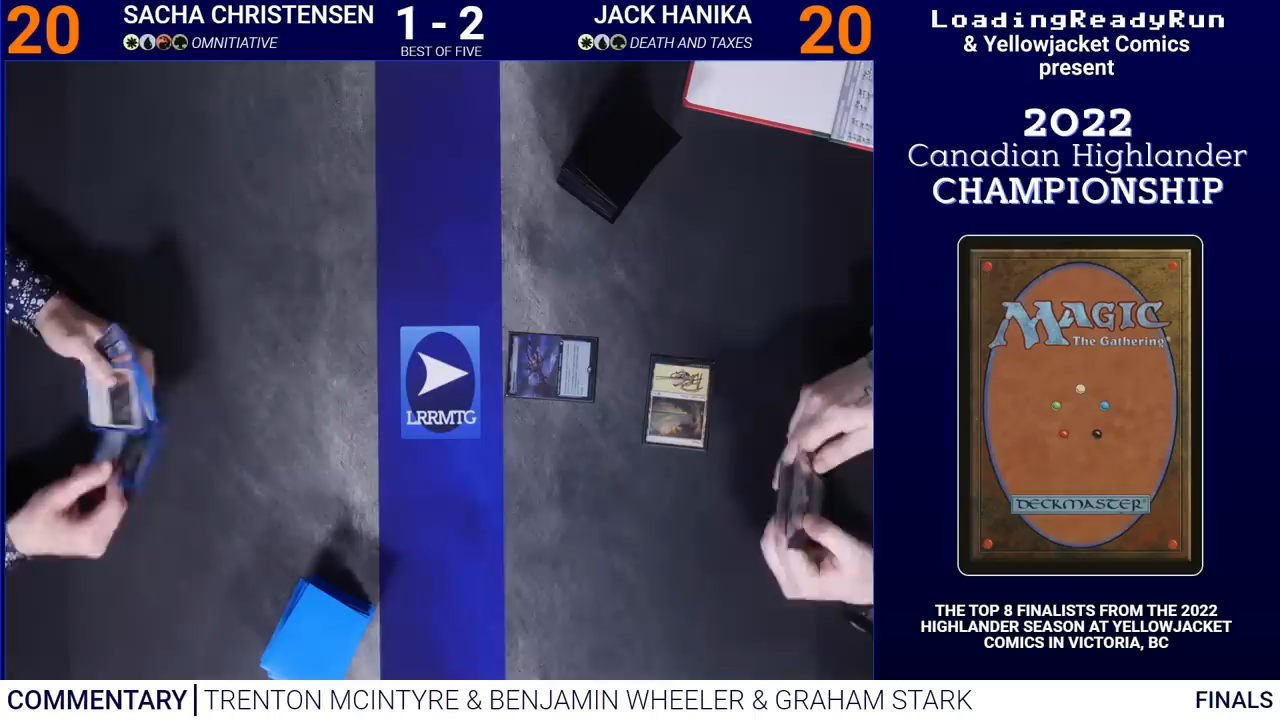 20
SACHA CHRISTENSEN
OMNITIATIVE
1 - 2
BEST OF FIVE
JACK HANIKA
DEATH AND TAXES
20
LoadingReadyRun
& Yellowjacket Comics
present
2022
Canadian Highlander
CHAMPIONSHIP
MAGIC
The Gathering®
DECKMASTER
LRRMTG
THE TOP 8 FINALISTS FROM THE 2022
HIGHLANDER SEASON AT YELLOWJACKET
COMICS IN VICTORIA, BC
COMMENTARY TRENTON MCINTYRE & BENJAMIN WHEELER & GRAHAM STARK
FINALS